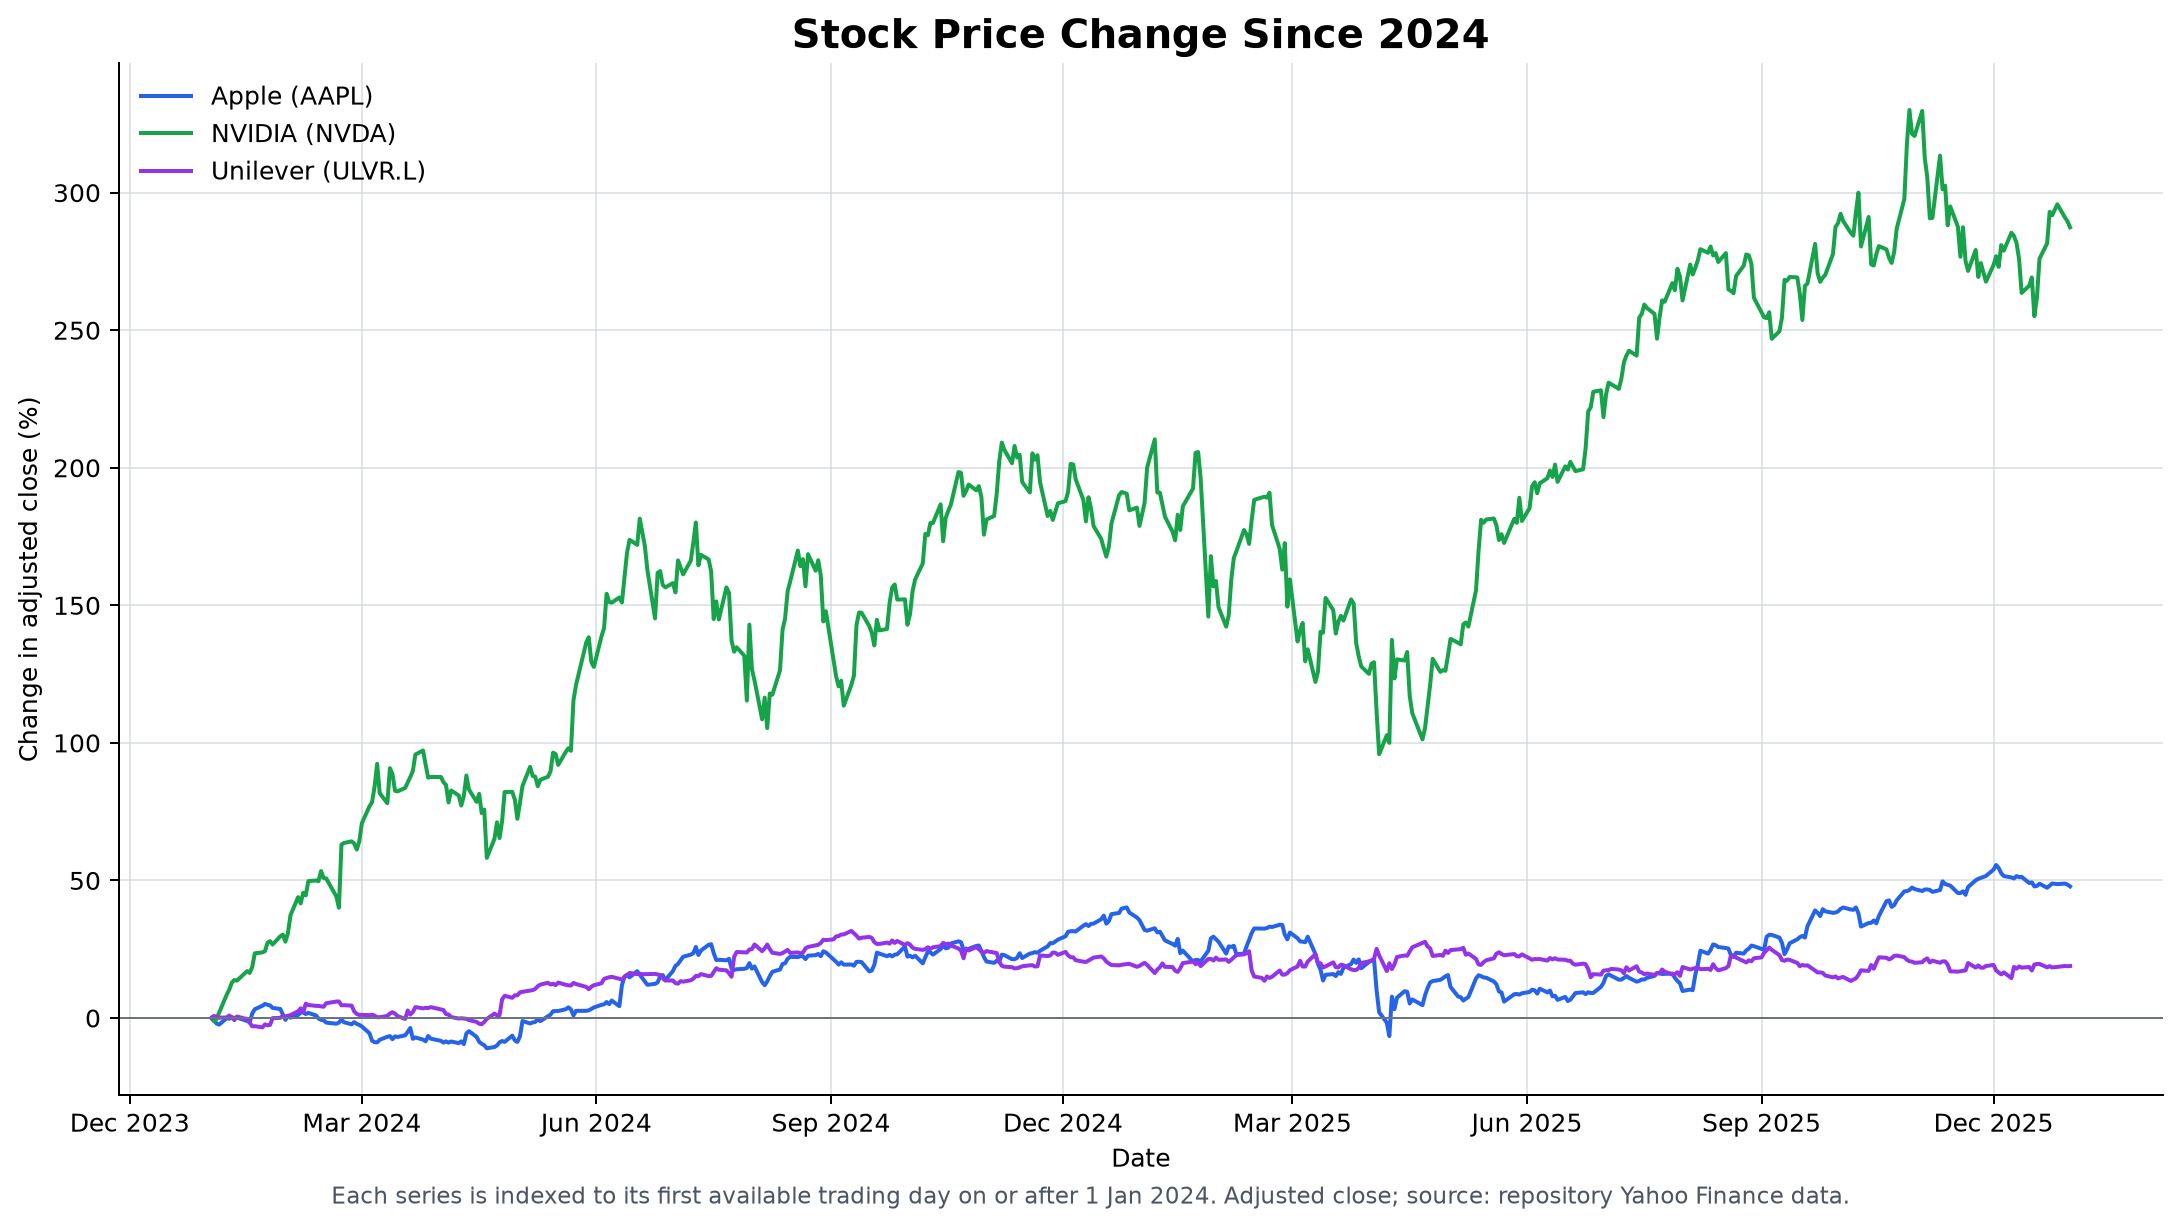 Stock Price Change Since 2024
Apple (AAPL)
NVIDIA (NVDA)
Unilever (ULVR.L)
Change in adjusted close (%)
300
250
200
150
100
50
0
Dec 2023 Mar 2024 Jun 2024 Sep 2024 Dec 2024 Mar 2025 Jun 2025 Sep 2025 Dec 2025
Date
Each series is indexed to its first available trading day on or after 1 Jan 2024. Adjusted close; source: repository Yahoo Finance data.